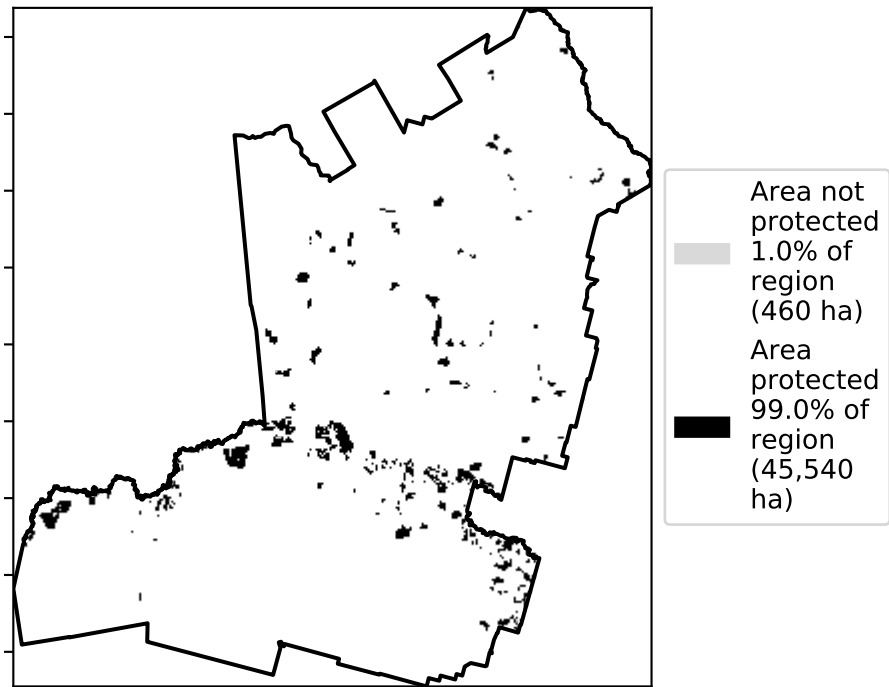 Area not
protected
1.0% of
region
(460 ha)
Area
protected
99.0% of
region
(45,540
ha)